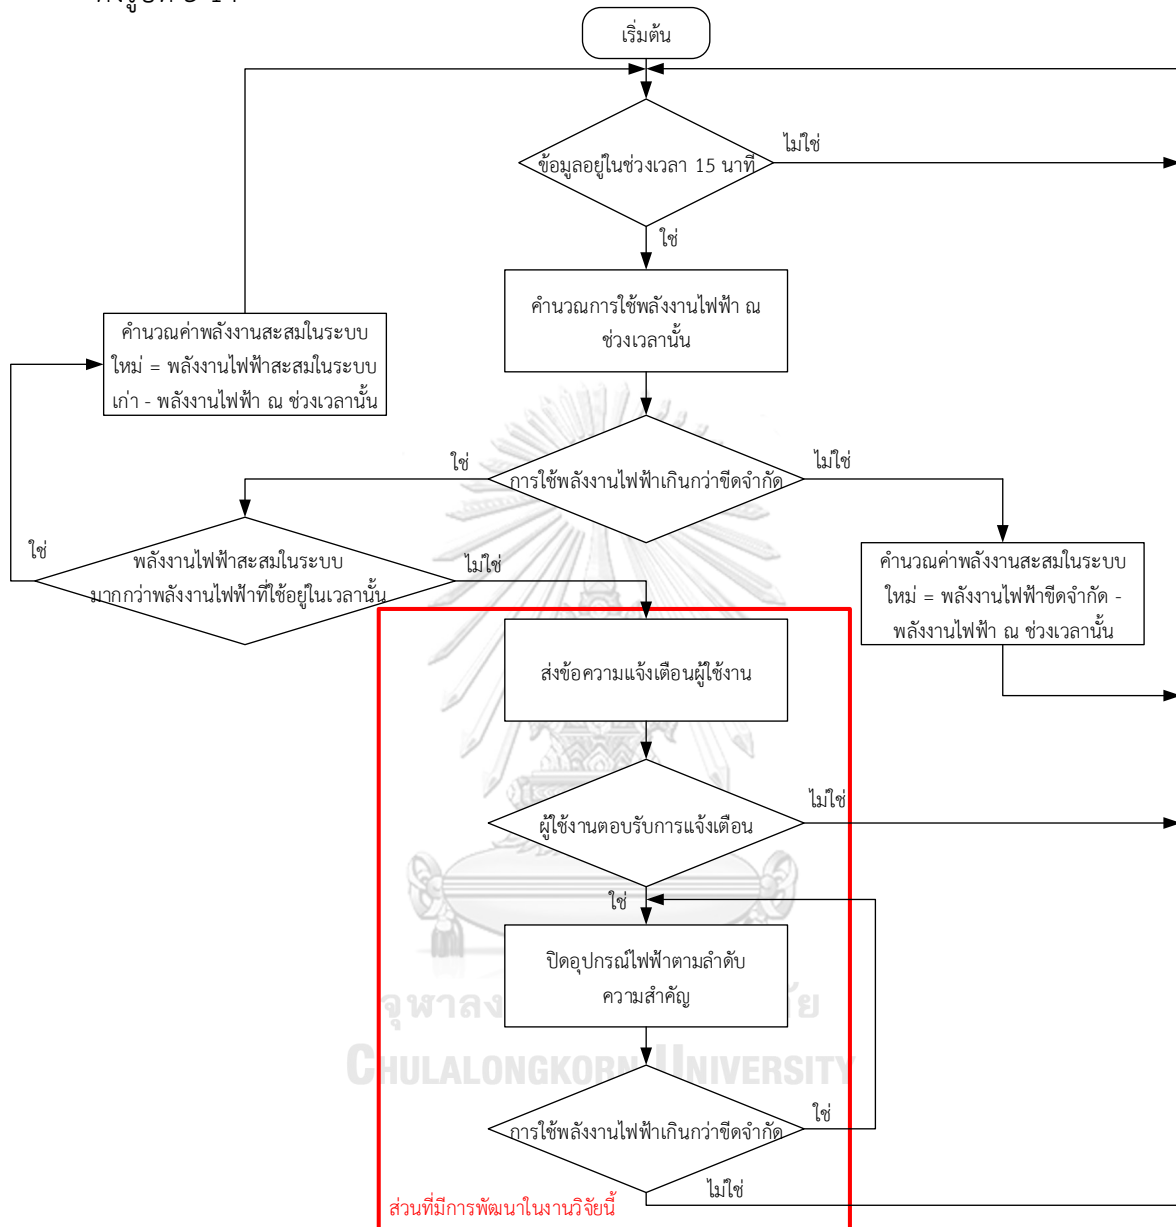 เริ่มต้น
ข้อมูลอยู่ในช่วงเวลา 15 นาที
ไม่ใช่
ใช่
คำนวณการใช้พลังงานไฟฟ้า ณ
ช่วงเวลานั้น
คำนวณค่าพลังงานสะสมในระบบ
ใหม่ = พลังงานไฟฟ้าสะสมในระบบ
เก่า - พลังงานไฟฟ้า ณ ช่วงเวลานั้น
ใช่
การใช้พลังงานไฟฟ้าเกินกว่าขีดจำกัด
ไม่ใช่
ใช่
พลังงานไฟฟ้าสะสมในระบบ
มากกว่าพลังงานไฟฟ้าที่ใช้อยู่ในเวลานั้น
ไม่ใช่
คำนวณค่าพลังงานสะสมในระบบ
ใหม่ = พลังงานไฟฟ้าขีดจำกัด -
พลังงานไฟฟ้า ณ ช่วงเวลานั้น
ส่งข้อความแจ้งเตือนผู้ใช้งาน
ผู้ใช้งานตอบรับการแจ้งเตือน
ไม่ใช่
ใช่
ปิดอุปกรณ์ไฟฟ้าตามลำดับ
ความสำคัญ
CHULALONGKORN UNIVERSITY
การใช้พลังงานไฟฟ้าเกินกว่าขีดจำกัด
ใช่
ไม่ใช่
ส่วนที่มีการพัฒนาในงานวิจัยนี้